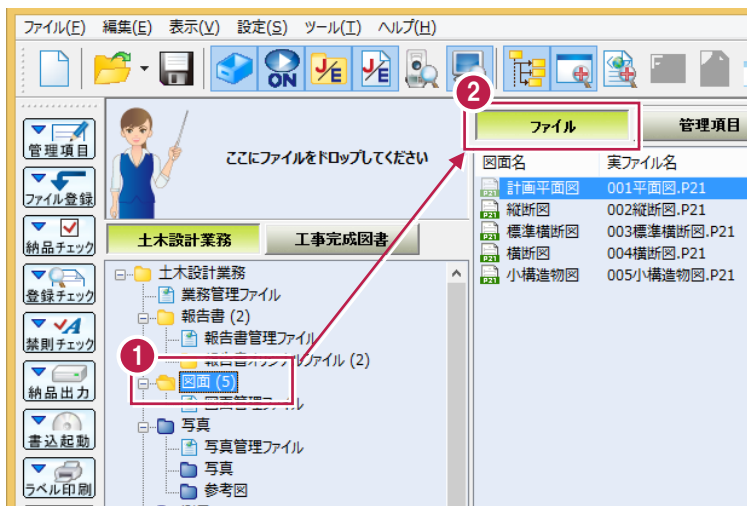 ファイル(F) 編集(E) 表示(V) 設定(S) ツール(T) ヘルプ(H)
ON J/E J/E
2
管理項目
ファイル登録
納品チェック
登録チェック
禁則チェック
納品出力
書込起動
ラベル印刷
ここにファイルをドロップしてください
土木設計業務 工事完成図書
土木設計業務
業務管理ファイル
報告書 (2)
報告書管理ファイル
報告書オリジナルファイル (2)
1
図面 (5)
図面管理ファイル
写真
写真管理ファイル
写真
参考図
ファイル 管理項目
図面名 実ファイル名
計画平面図 001平面図.P21
縦断図 002縦断図.P21
標準横断図 003標準横断図.P21
横断図 004横断図.P21
小構造物図 005小構造物図.P21